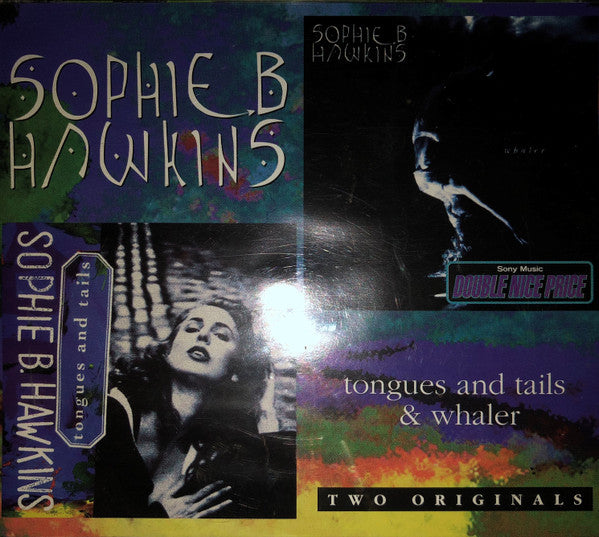 SOPHIE B.
HAWKINS
SOPHIE B.
HAWKINS
whaler
Sony Music
DOUBLE NICE PRICE
SOPHIE B. HAWKINS
tongues and tails
tongues and tails
& whaler
TWO ORIGINALS